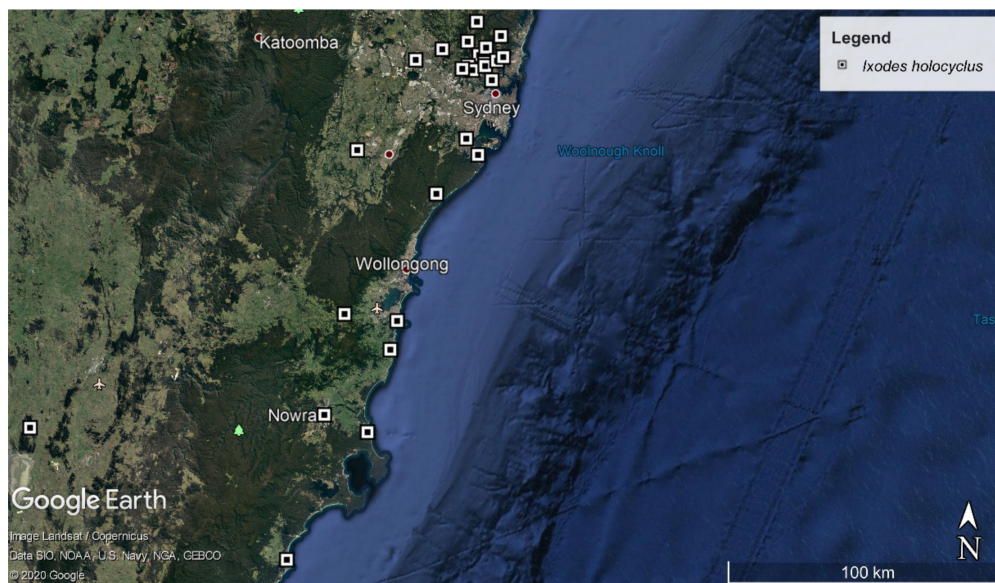 Katoomba
Legend
Ixodes holocyclus
Sydney
Woolnough Knoll
Wollongong
Tas
Nowra
Google Earth
Image Landsat / Copernicus
Data SIO, NOAA, U.S. Navy, NGA, GEBCO
© 2020 Google
N
100 km